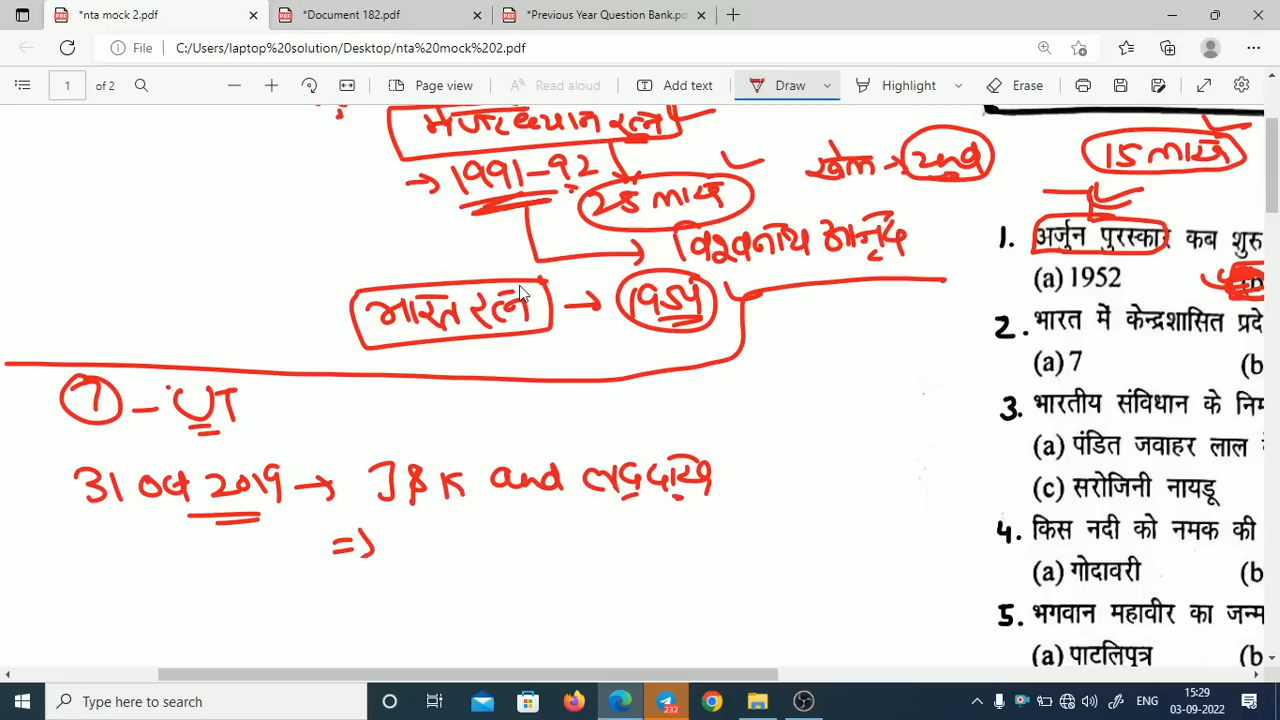 *nta mock 2.pdf
*Document 182.pdf
*Previous Year Question Bank.pdf
File
C:/Users/laptop%20solution/Desktop/nta%20mock%202.pdf
1 of 2
Page view
Read aloud
Add text
Draw
Highlight
Erase
रत्न
→ 1991-92
25 लाख
खेल →
15 लाख
विश्वनाथ आनंद
भारत रत्न → 1954
7 - UT
31 Oct 2019 → J&K and लद्दाख
=>
1. अर्जुन पुरस्कार कब शुरु
(a) 1952
2. भारत में केन्द्रशासित प्रदे
(a) 7 (b
3. भारतीय संविधान के निम
(a) पंडित जवाहर लाल
(c) सरोजिनी नायडू
4. किस नदी को नमक की
(a) गोदावरी (b
5. भगवान महावीर का जन्म
(a) पाटलिपुत्र (b
Type here to search
232
ENG
15:29
03-09-2022